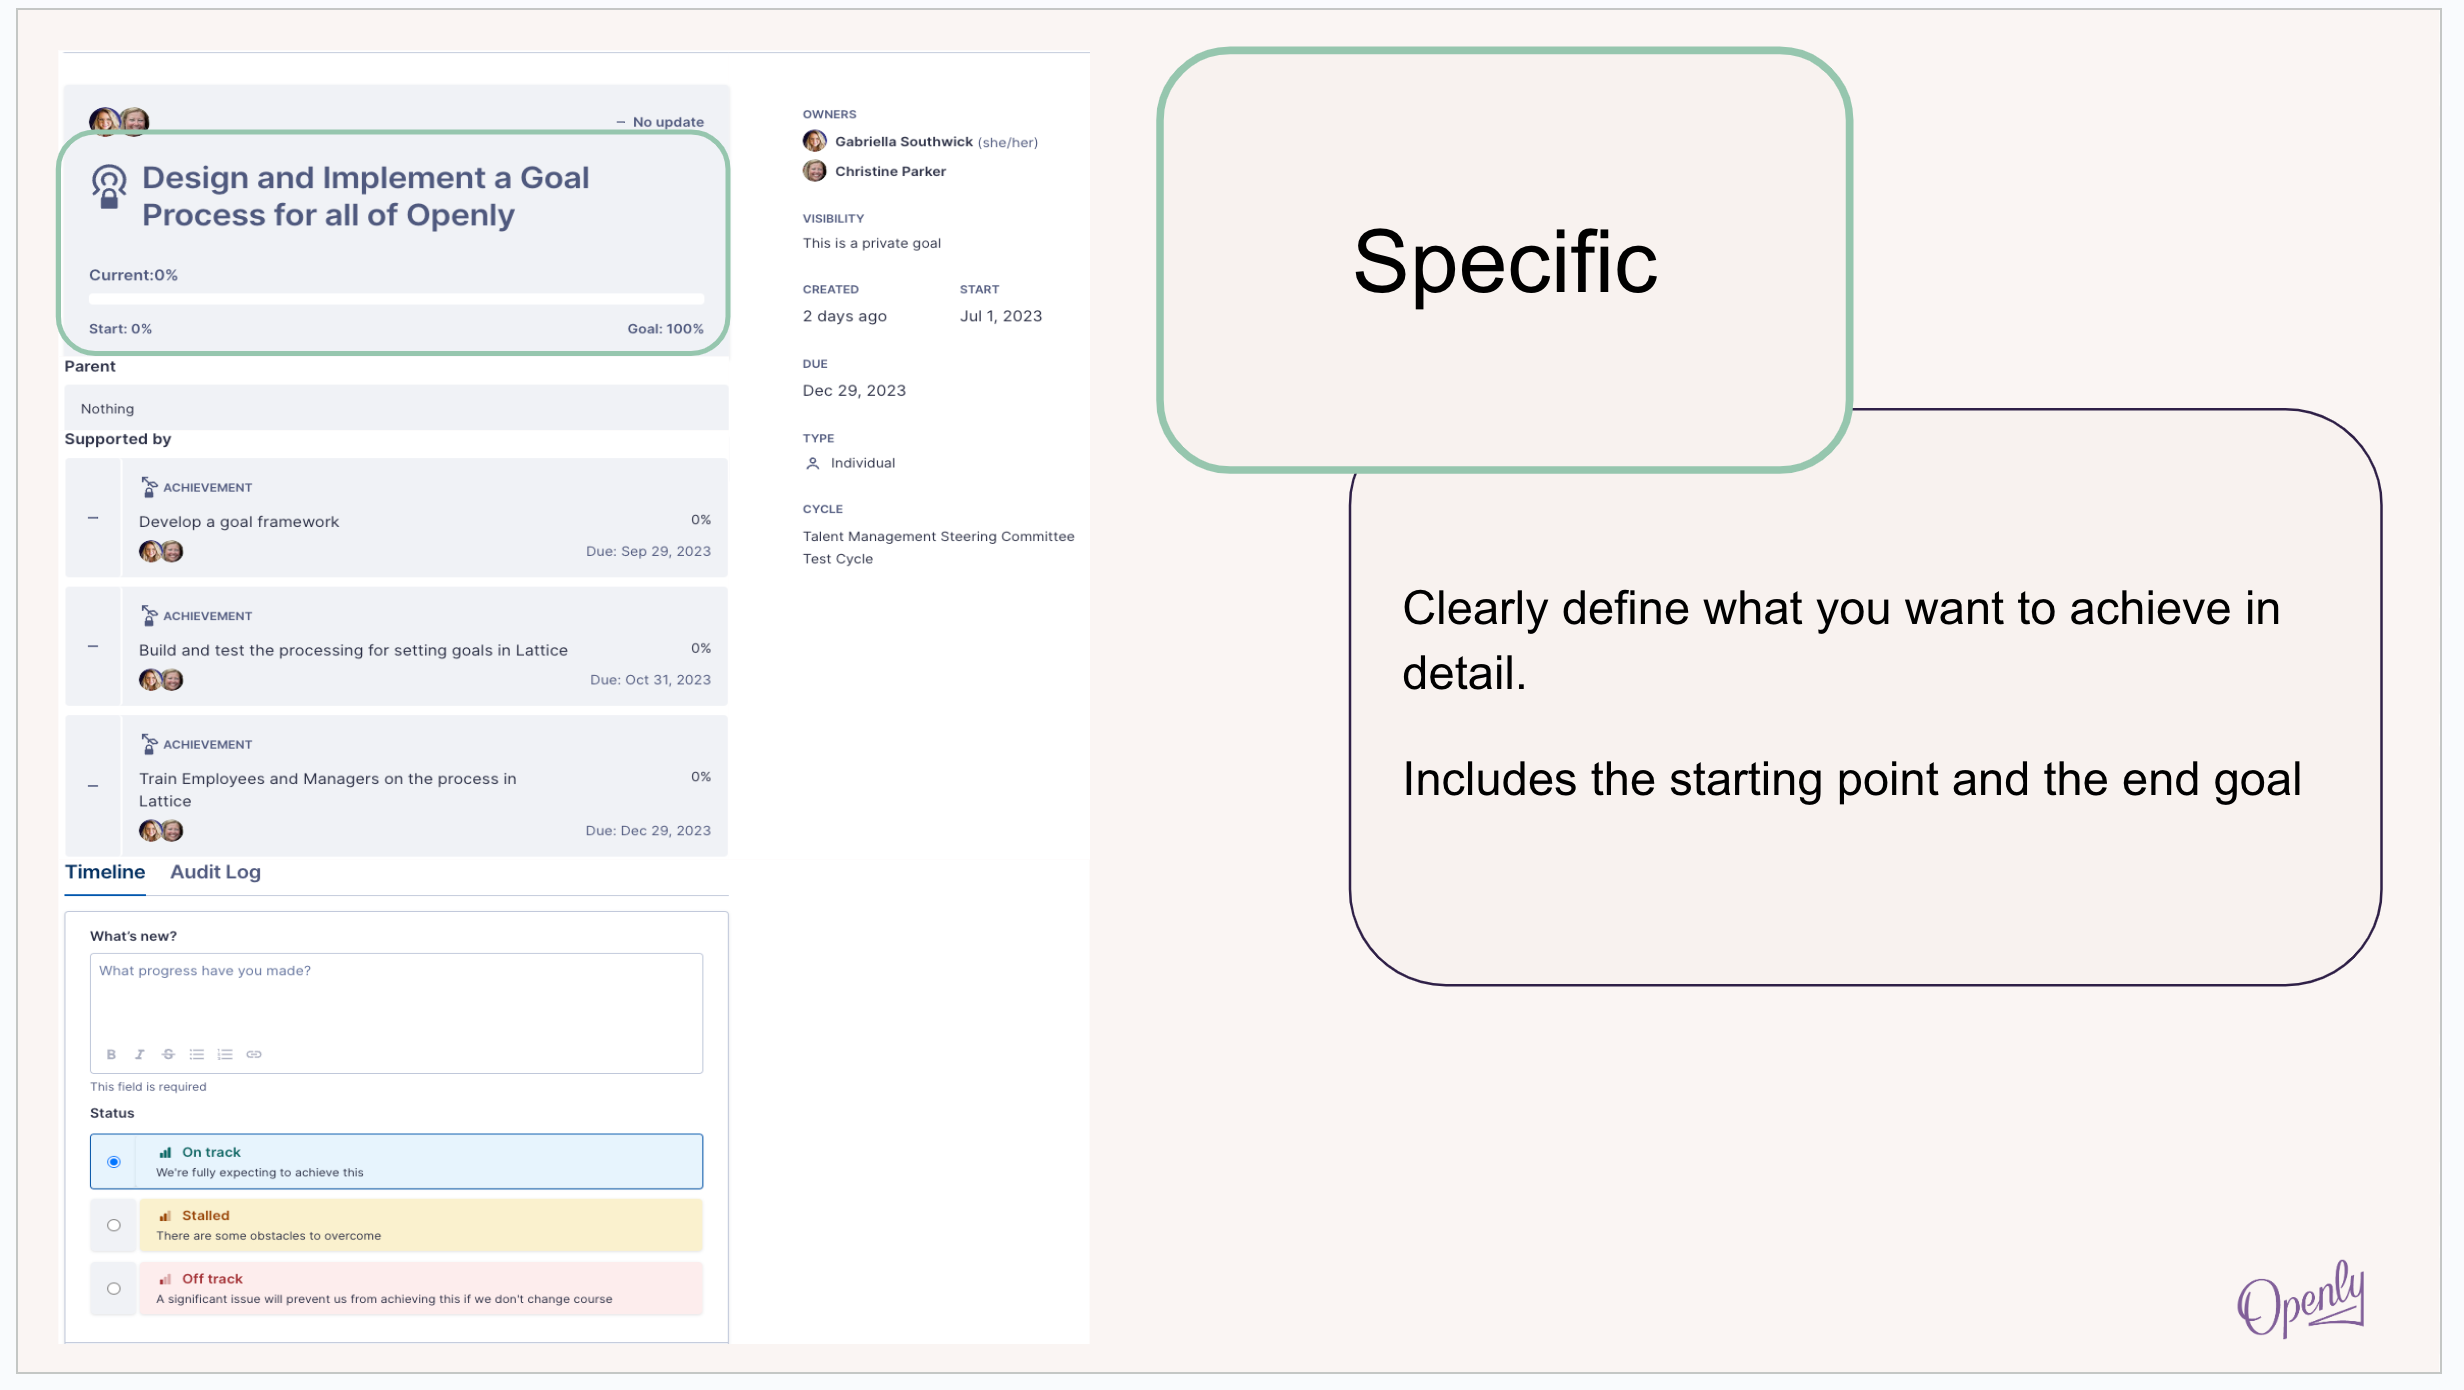 – No update
Design and Implement a Goal
Process for all of Openly
Current:0%
Start: 0% Goal: 100%
Parent
Nothing
Supported by
ACHIEVEMENT
– Develop a goal framework 0%
Due: Sep 29, 2023
ACHIEVEMENT
– Build and test the processing for setting goals in Lattice 0%
Due: Oct 31, 2023
ACHIEVEMENT
– Train Employees and Managers on the process in 0%
Lattice
Due: Dec 29, 2023
Timeline Audit Log
What's new?
What progress have you made?
B I S
This field is required
Status
On track
We're fully expecting to achieve this
Stalled
There are some obstacles to overcome
Off track
A significant issue will prevent us from achieving this if we don't change course
OWNERS
Gabriella Southwick (she/her)
Christine Parker
VISIBILITY
This is a private goal
CREATED START
2 days ago Jul 1, 2023
DUE
Dec 29, 2023
TYPE
Individual
CYCLE
Talent Management Steering Committee
Test Cycle
Specific
Clearly define what you want to achieve in
detail.
Includes the starting point and the end goal
Openly